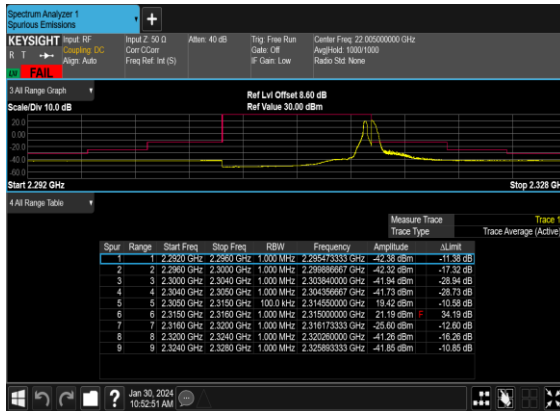 Spectrum Analyzer 1
Spurious Emissions
KEYSIGHT Input: RF Input Z: 50 Ω Atten: 40 dB Trig: Free Run Center Freq: 22.005000000 GHz
R T Coupling: DC Corr CCorr Gate: Off Avg|Hold: 1000/1000
Align: Auto Freq Ref: Int (S) IF Gain: Low Radio Std: None
FAIL
3 All Range Graph Ref Lvl Offset 8.60 dB
Scale/Div 10.0 dB Ref Value 30.00 dBm
20.0
0.00
-20.0
-40.0
-60.0
Start 2.292 GHz Stop 2.328 GH
4 All Range Table
Measure Trace Trace 1
Trace Type Trace Average (Active)
Spur Range Start Freq Stop Freq RBW Frequency Amplitude ΔLimit
1 1 2.2920 GHz 2.2960 GHz 1.000 MHz 2.295473333 GHz -42.38 dBm -11.38 dB
2 2 2.2960 GHz 2.3000 GHz 1.000 MHz 2.299886667 GHz -42.32 dBm -17.32 dB
3 3 2.3000 GHz 2.3040 GHz 1.000 MHz 2.303840000 GHz -41.94 dBm -28.94 dB
4 4 2.3040 GHz 2.3050 GHz 1.000 MHz 2.304356667 GHz -41.73 dBm -28.73 dB
5 5 2.3050 GHz 2.3150 GHz 100.0 kHz 2.314550000 GHz 19.42 dBm -10.58 dB
6 6 2.3150 GHz 2.3160 GHz 1.000 MHz 2.315000000 GHz 21.19 dBm F 34.19 dB
7 7 2.3160 GHz 2.3200 GHz 1.000 MHz 2.316173333 GHz -25.60 dBm -12.60 dB
8 8 2.3200 GHz 2.3240 GHz 1.000 MHz 2.320260000 GHz -41.26 dBm -16.26 dB
9 9 2.3240 GHz 2.3280 GHz 1.000 MHz 2.325893333 GHz -41.85 dBm -10.85 dB
Jan 30, 2024
10:52:51 AM